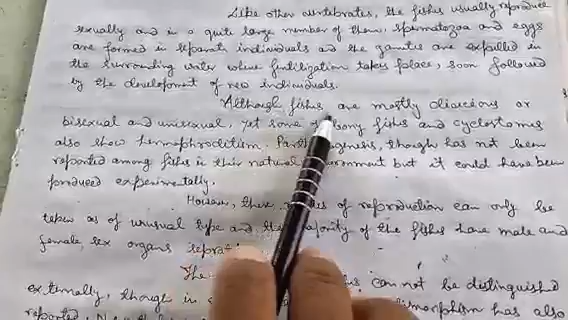 Like other vertebrates, the fishes usually reproduce
sexually and in a quite large number of them, spermatozoa and eggs
are formed in separate individuals and the gametes are expelled in
the surrounding water where fertilization takes place, soon followed
by the development of new individuals.
Although fishes are mostly dioecious or
bisexual and unisexual, yet some bony fishes and cyclostomes
also show hermaphroditism. though has not been
reported among fishes in their natural but it could have been
produced experimentally.
However, these of reproduction can only be
taken as of unusual type and the majority of the fishes have male and
female sex organs
The can not be distinguished
externally, though in has also
reported.